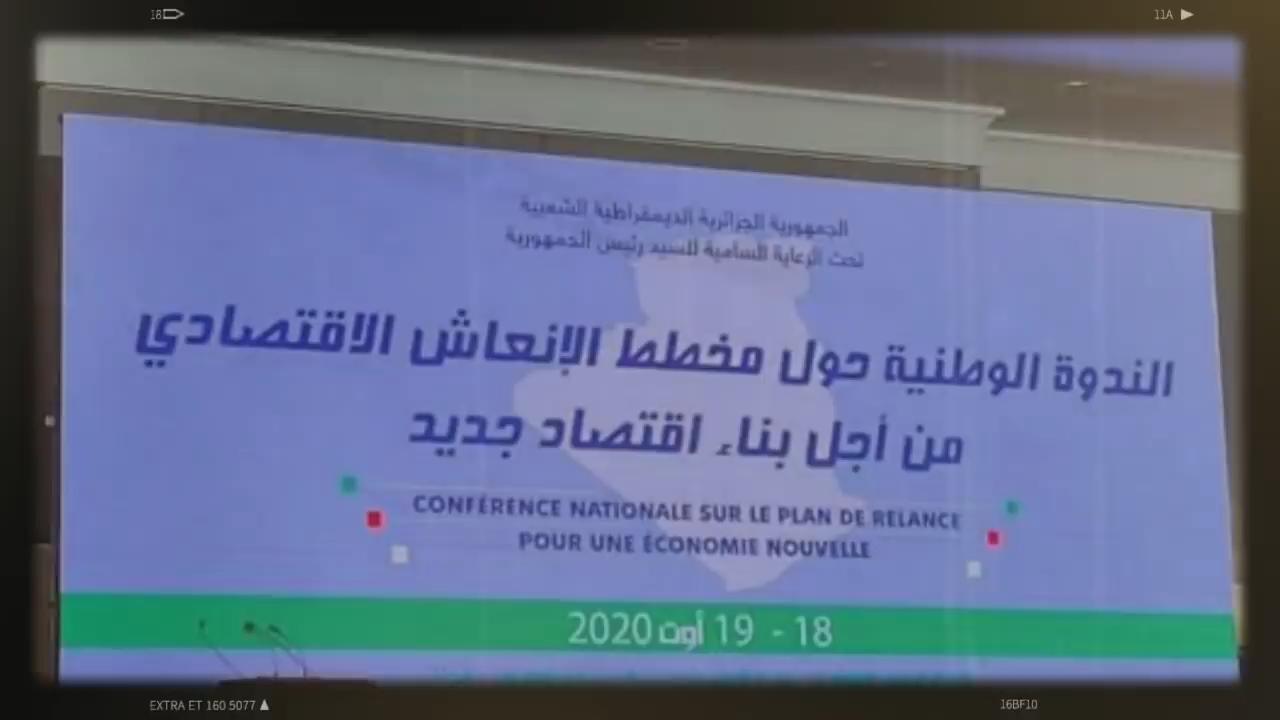 18
11A
الجمهورية الجزائرية الديمقراطية الشعبية
تحت الرعاية السامية للسيد رئيس الجمهورية
الندوة الوطنية حول مخطط الإنعاش الاقتصادي
من أجل بناء اقتصاد جديد
CONFÉRENCE NATIONALE SUR LE PLAN DE RELANCE
POUR UNE ÉCONOMIE NOUVELLE
18 - 19 أوت 2020
EXTRA ET 160 5077
16BF10